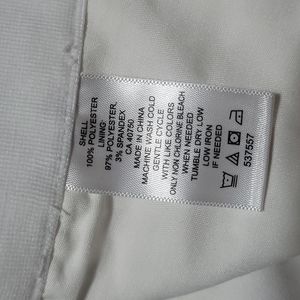 SHELL
100% POLYESTER
LINING:
97% POLYESTER,
3% SPANDEX
CA 40750
MADE IN CHINA
MACHINE WASH COLD
GENTLE CYCLE
WITH LIKE COLORS
ONLY NON CHLORINE BLEACH
WHEN NEEDED
TUMBLE DRY LOW
LOW IRON
IF NEEDED
537557